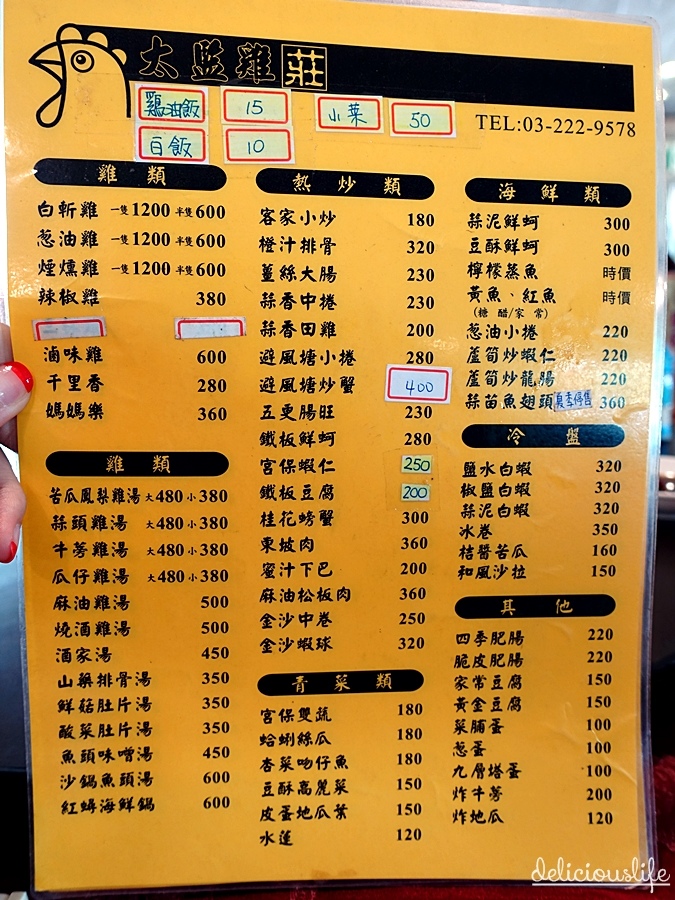 太監雞莊
TEL:03-222-9578
鷄油飯 15 小菜 50
白飯 10
雞類
白斬雞 一隻1200 半隻600
蔥油雞 一隻1200 半隻600
煙燻雞 一隻1200 半隻600
辣椒雞 380
滷味雞 600
千里香 280
媽媽樂 360
雞類
苦瓜鳳梨雞湯 大480 小380
蒜頭雞湯 大480 小380
牛蒡雞湯 大480 小380
瓜仔雞湯 大480 小380
麻油雞湯 500
燒酒雞湯 500
酒家湯 450
山藥排骨湯 350
鮮菇肚片湯 350
酸菜肚片湯 350
魚頭味噌湯 450
沙鍋魚頭湯 600
紅蟳海鮮鍋 600
熱炒類
客家小炒 180
橙汁排骨 320
薑絲大腸 230
蒜香中捲 230
蒜香田雞 200
避風塘小捲 280
避風塘炒蟹 400
五更腸旺 230
鐵板鮮蚵 280
宮保蝦仁 250
鐵板豆腐 200
桂花螃蟹 300
東坡肉 360
蜜汁下巴 200
麻油松板肉 360
金沙中卷 250
金沙蝦球 320
青菜類
宮保雙蔬 180
蛤蜊絲瓜 180
杏菜吻仔魚 180
豆酥高麗菜 150
皮蛋地瓜葉 150
水蓮 120
海鮮類
蒜泥鮮蚵 300
豆酥鮮蚵 300
檸檬蒸魚 時價
黃魚、紅魚 時價
(糖醋/家常)
蔥油小捲 220
蘆筍炒蝦仁 220
蘆筍炒龍腸 220
蒜苗魚翅頭 夏季停售 360
冷盤
鹽水白蝦 320
椒鹽白蝦 320
蒜泥白蝦 320
冰卷 350
桔醬苦瓜 160
和風沙拉 150
其他
四季肥腸 220
脆皮肥腸 220
家常豆腐 150
黃金豆腐 150
菜脯蛋 100
蔥蛋 100
九層塔蛋 100
炸牛蒡 200
炸地瓜 120
deliciouslife